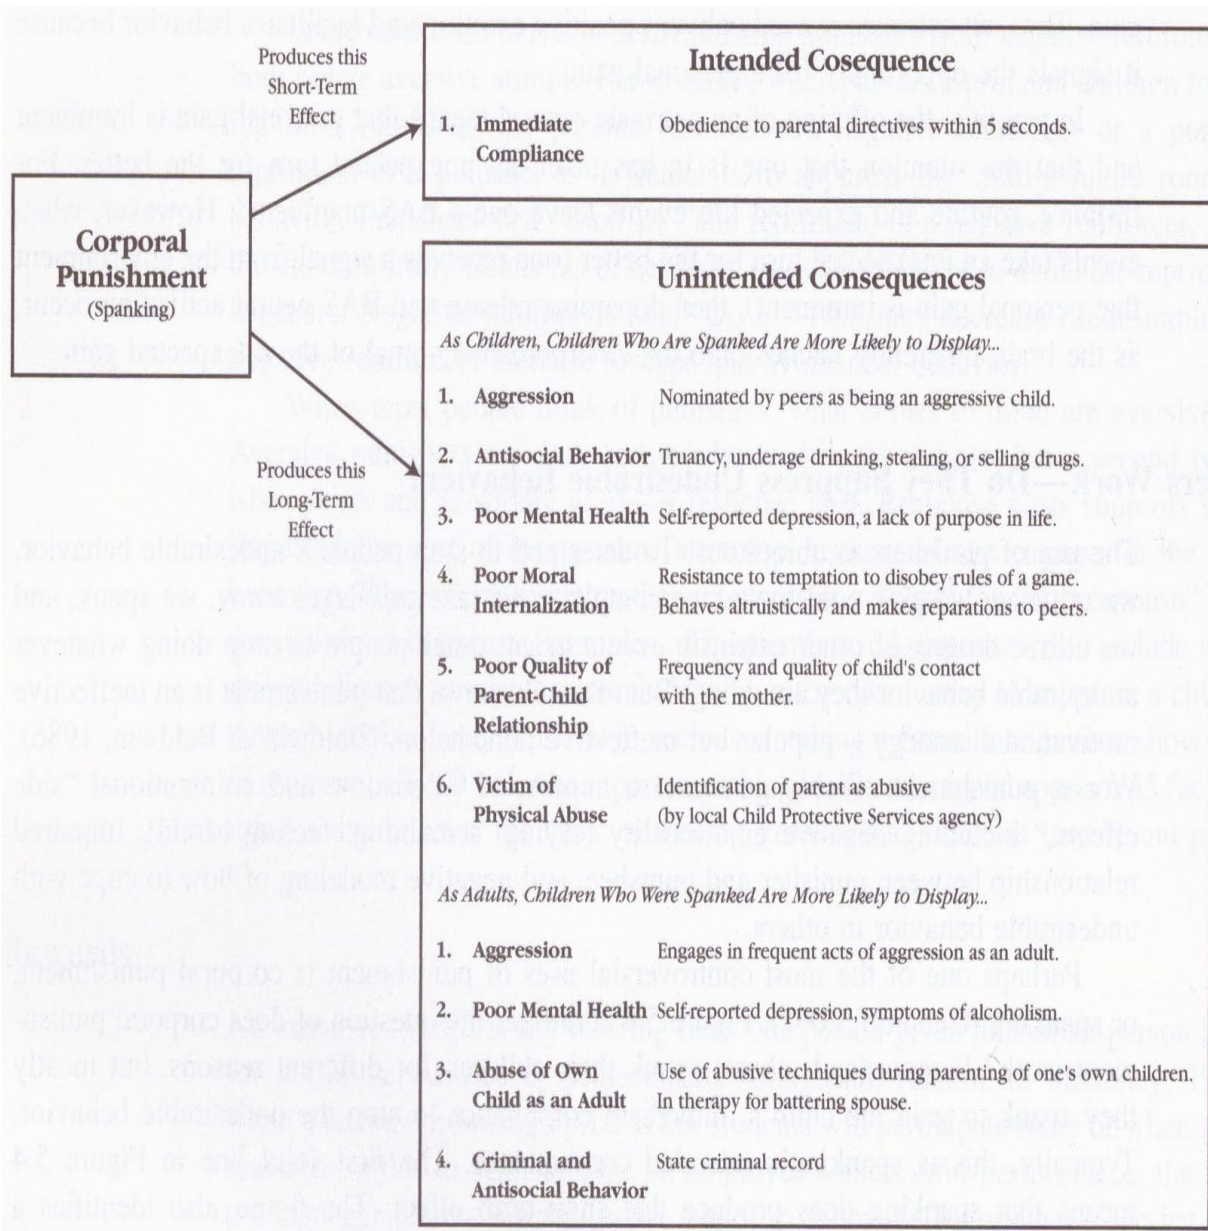 Produces this
Short-Term
Effect
Intended Cosequence
1. Immediate Compliance
Obedience to parental directives within 5 seconds.
Corporal
Punishment
(Spanking)
Produces this
Long-Term
Effect
Unintended Consequences
As Children, Children Who Are Spanked Are More Likely to Display...
1. Aggression Nominated by peers as being an aggressive child.
2. Antisocial Behavior Truancy, underage drinking, stealing, or selling drugs.
3. Poor Mental Health Self-reported depression, a lack of purpose in life.
4. Poor Moral Resistance to temptation to disobey rules of a game.
Internalization Behaves altruistically and makes reparations to peers.
5. Poor Quality of Frequency and quality of child's contact
Parent-Child with the mother.
Relationship
6. Victim of Identification of parent as abusive
Physical Abuse (by local Child Protective Services agency)
As Adults, Children Who Were Spanked Are More Likely to Display...
1. Aggression Engages in frequent acts of aggression as an adult.
2. Poor Mental Health Self-reported depression, symptoms of alcoholism.
3. Abuse of Own Use of abusive techniques during parenting of one's own children.
Child as an Adult In therapy for battering spouse.
4. Criminal and State criminal record
Antisocial Behavior